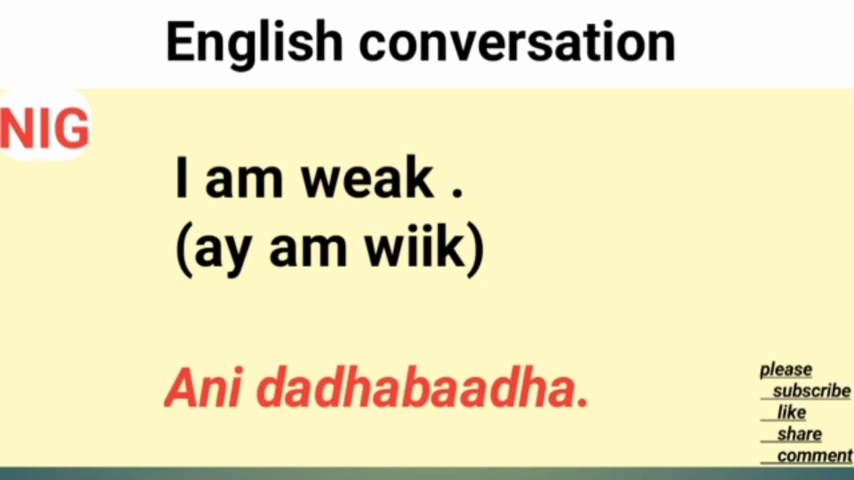 English conversation
NIG
I am weak .
(ay am wiik)
Ani dadhabaadha.
please
subscribe
like
share
comment